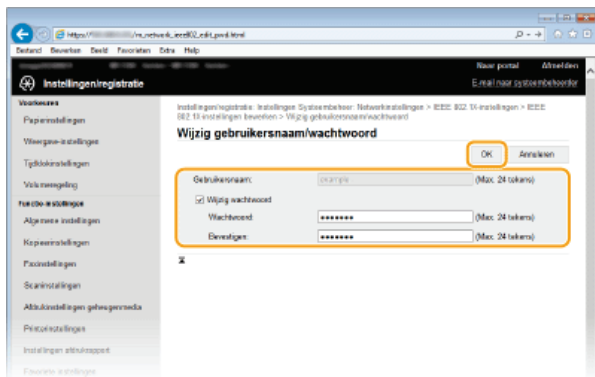 https://
/rs_network_ieee802_edit_pwd.html
Bestand Bewerken Beeld Favorieten Extra Help
Naar portal Afmelden
Instellingen/registratie
E-mail naar systeembeheerder
Voorkeuren
Instellingen/registratie: Instellingen Systeembeheer: Netwerkinstellingen > IEEE 802.1X-instellingen > IEEE
802.1X-instellingen bewerken > Wijzig gebruikersnaam/wachtwoord
Papierinstellingen
Wijzig gebruikersnaam/wachtwoord
Weergave-instellingen
OK Annuleren
Tijdklokinstellingen
Gebruikersnaam: example (Max. 24 tekens)
Volumeregeling
Wijzig wachtwoord
Functie-instellingen
Wachtwoord: ••••••• (Max. 24 tekens)
Algemene instellingen
Bevestigen: ••••••• (Max. 24 tekens)
Kopieerinstellingen
Faxinstellingen
Scaninstellingen
Afdrukinstellingen geheugenmedia
Printerinstellingen
Instellingen afdrukrapport
Favoriete instellingen